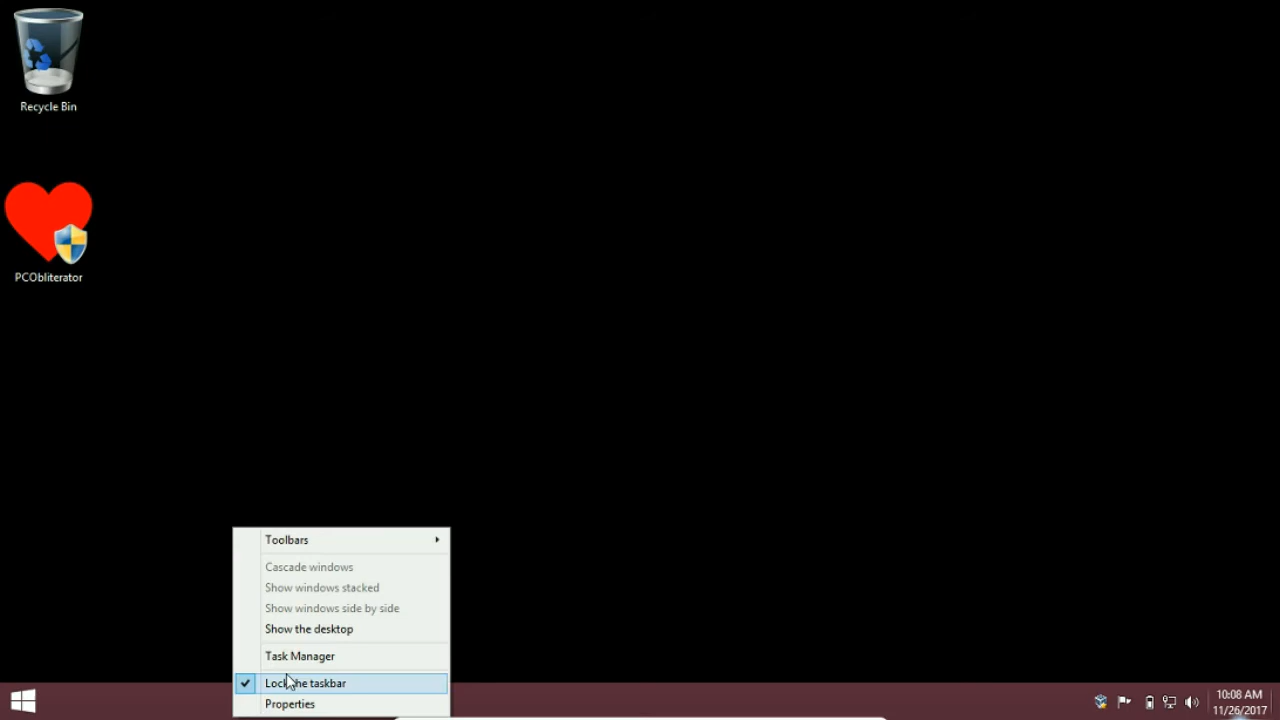 Recycle Bin
PCObliterator
Toolbars
Cascade windows
Show windows stacked
Show windows side by side
Show the desktop
Task Manager
Lock the taskbar
Properties
10:08 AM
11/26/2017